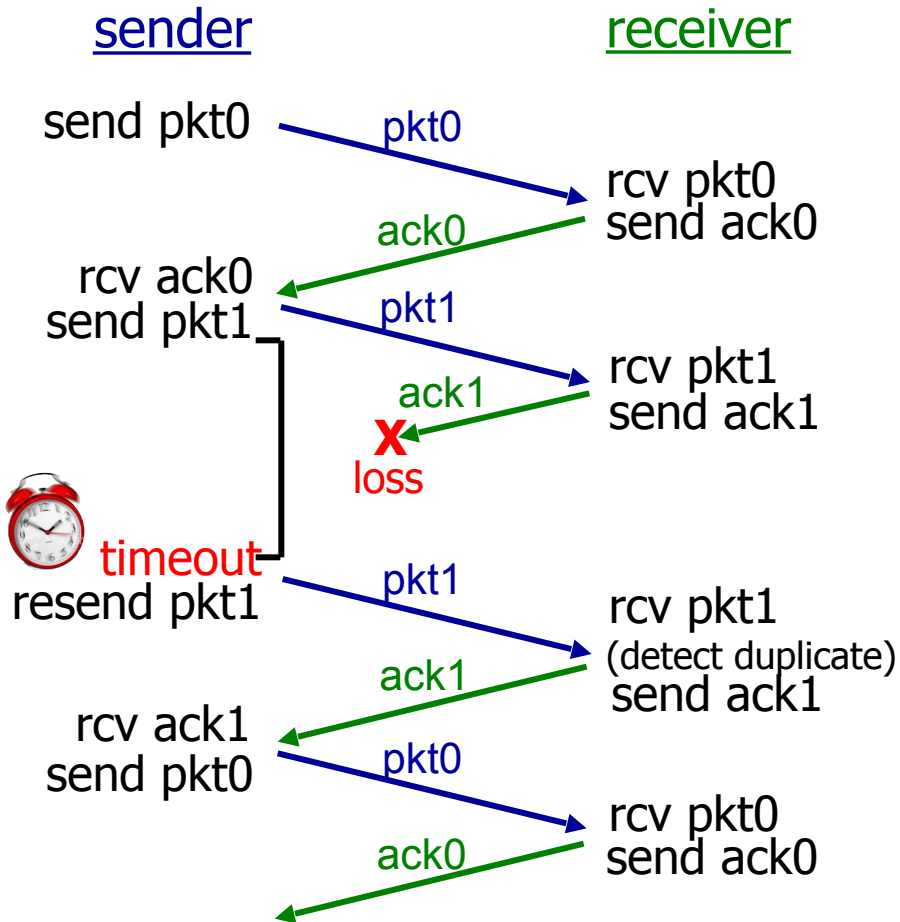 sender
receiver
send pkt0
pkt0
rcv pkt0
send ack0
ack0
rcv ack0
send pkt1
pkt1
rcv pkt1
send ack1
ack1
X
loss
timeout
resend pkt1
pkt1
rcv pkt1
(detect duplicate)
send ack1
ack1
rcv ack1
send pkt0
pkt0
rcv pkt0
send ack0
ack0